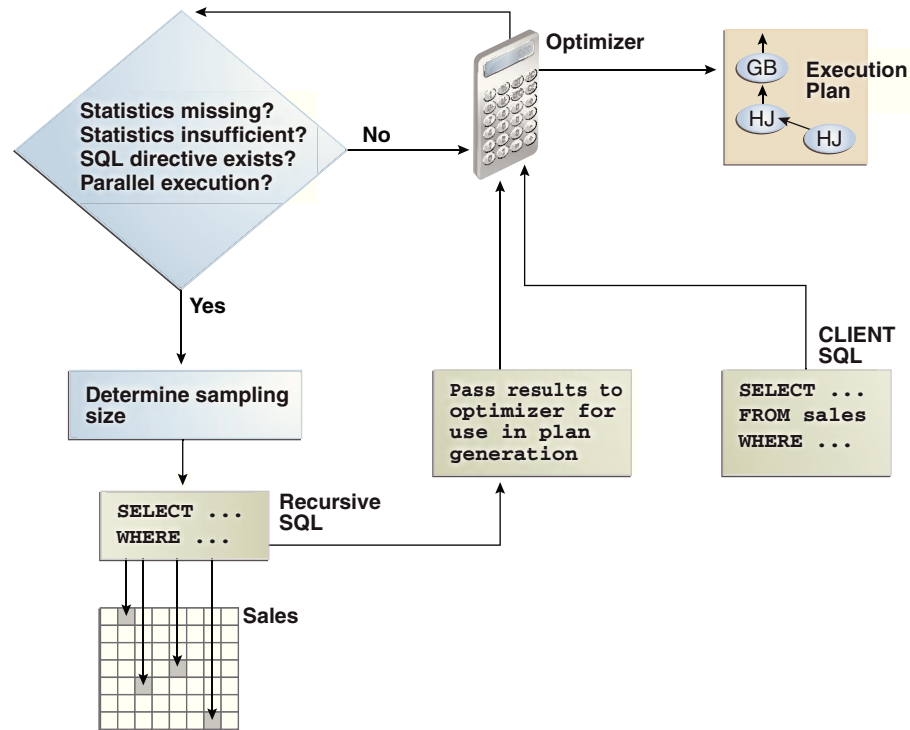 Optimizer
GB
HJ
HJ
Execution
Plan
Statistics missing?
Statistics insufficient?
SQL directive exists?
Parallel execution?
No
Yes
Determine sampling
size
Pass results to
optimizer for
use in plan
generation
CLIENT
SQL
SELECT ...
FROM sales
WHERE ...
SELECT ...
WHERE ...
Recursive
SQL
Sales